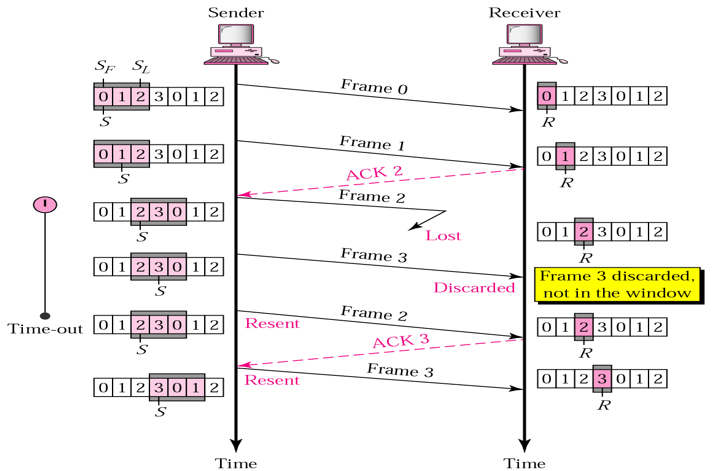 Sender Receiver
S_F S_L
0 1 2 3 0 1 2
S
Frame 0
0 1 2 3 0 1 2
R
0 1 2 3 0 1 2
S
Frame 1
0 1 2 3 0 1 2
R
ACK 2
0 1 2 3 0 1 2
S
Frame 2
Lost
0 1 2 3 0 1 2
R
0 1 2 3 0 1 2
S
Frame 3
Discarded
Frame 3 discarded,
not in the window
Time-out
0 1 2 3 0 1 2
S
Resent
Frame 2
0 1 2 3 0 1 2
R
ACK 3
0 1 2 3 0 1 2
S
Resent
Frame 3
0 1 2 3 0 1 2
R
Time Time